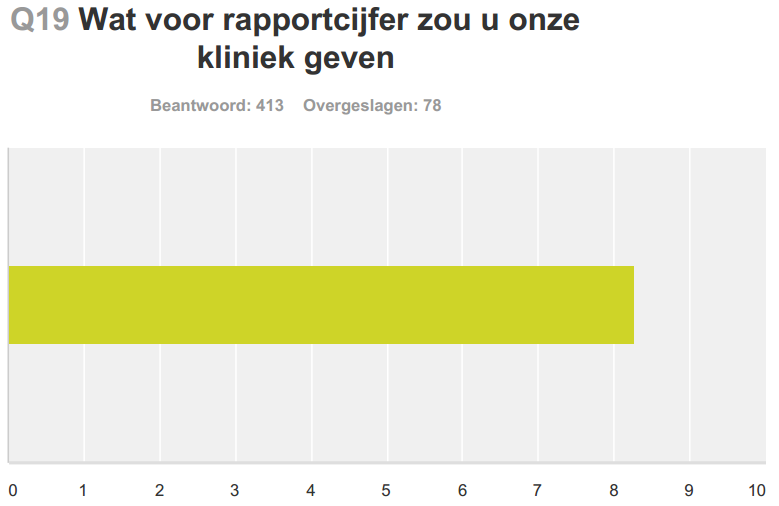 Q19 Wat voor rapportcijfer zou u onze
kliniek geven
Beantwoord: 413 Overgeslagen: 78
0 1 2 3 4 5 6 7 8 9 10